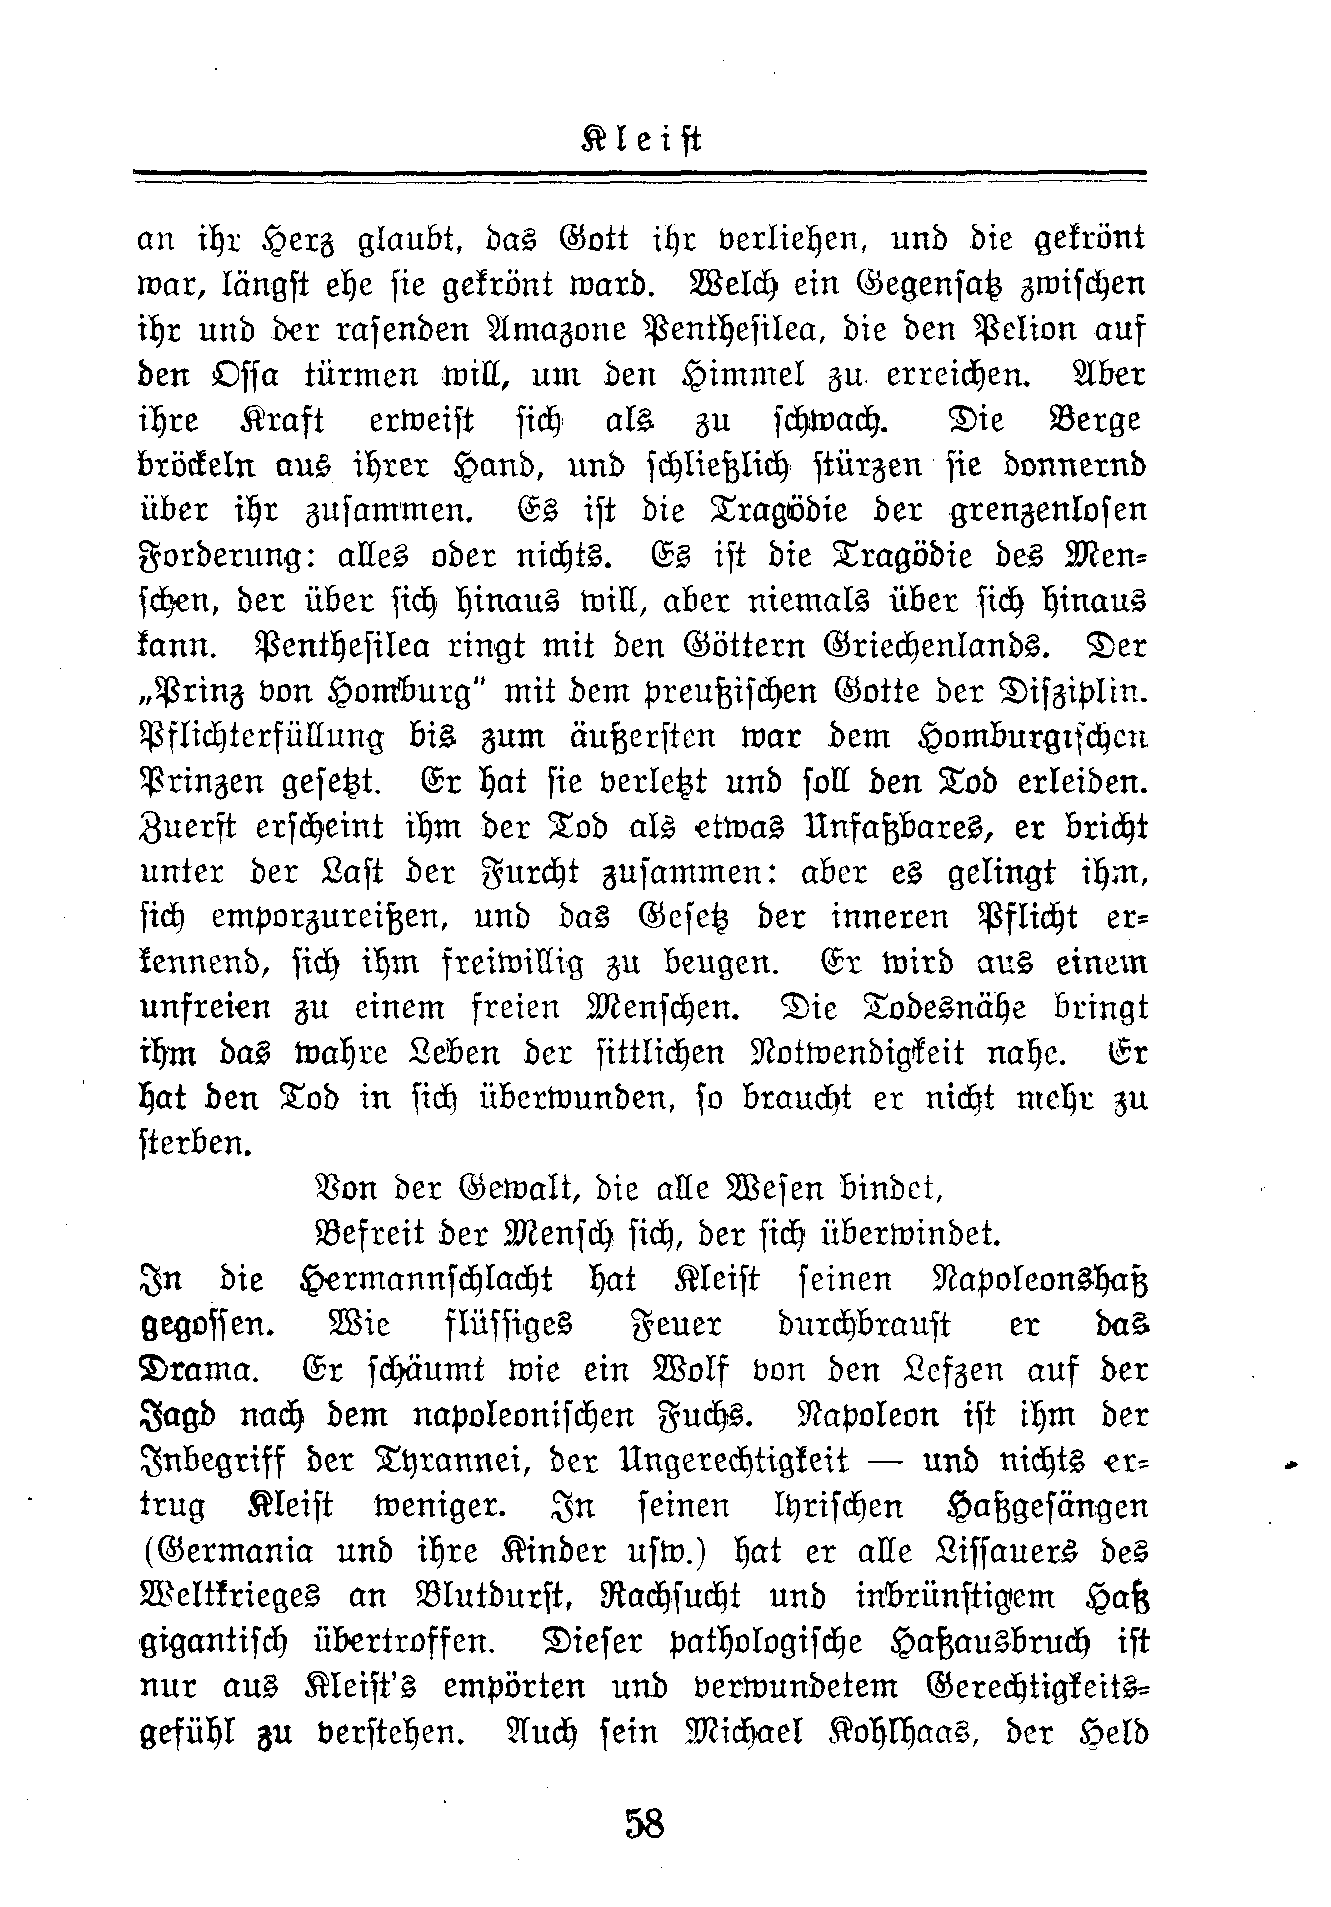 Kleist
an ihr Herz glaubt, das Gott ihr verliehen, und die gekrönt
war, längst ehe sie gekrönt ward. Welch ein Gegensatz zwischen
ihr und der rasenden Amazone Penthesilea, die den Pelion auf
den Ossa türmen will, um den Himmel zu erreichen. Aber
ihre Kraft erweist sich als zu schwach. Die Berge
bröckeln aus ihrer Hand, und schließlich stürzen sie donnernd
über ihr zusammen. Es ist die Tragödie der grenzenlosen
Forderung: alles oder nichts. Es ist die Tragödie des Men-
schen, der über sich hinaus will, aber niemals über sich hinaus
kann. Penthesilea ringt mit den Göttern Griechenlands. Der
„Prinz von Homburg“ mit dem preußischen Gotte der Disziplin.
Pflichterfüllung bis zum äußersten war dem Homburgischen
Prinzen gesetzt. Er hat sie verletzt und soll den Tod erleiden.
Zuerst erscheint ihm der Tod als etwas Unfaßbares, er bricht
unter der Last der Furcht zusammen: aber es gelingt ihm,
sich emporzureißen, und das Gesetz der inneren Pflicht er-
kennend, sich ihm freiwillig zu beugen. Er wird aus einem
unfreien zu einem freien Menschen. Die Todesnähe bringt
ihm das wahre Leben der sittlichen Notwendigkeit nahe. Er
hat den Tod in sich überwunden, so braucht er nicht mehr zu
sterben.
Von der Gewalt, die alle Wesen bindet,
Befreit der Mensch sich, der sich überwindet.
In die Hermannschlacht hat Kleist seinen Napoleonshaß
gegossen. Wie flüssiges Feuer durchbraust er das
Drama. Er schäumt wie ein Wolf von den Lefzen auf der
Jagd nach dem napoleonischen Fuchs. Napoleon ist ihm der
Inbegriff der Tyrannei, der Ungerechtigkeit — und nichts er-
trug Kleist weniger. In seinen lyrischen Haßgesängen
(Germania und ihre Kinder usw.) hat er alle Lissauers des
Weltkrieges an Blutdurst, Rachsucht und inbrünstigem Haß
gigantisch übertroffen. Dieser pathologische Haßausbruch ist
nur aus Kleist's empörten und verwundetem Gerechtigkeits-
gefühl zu verstehen. Auch sein Michael Kohlhaas, der Held
58